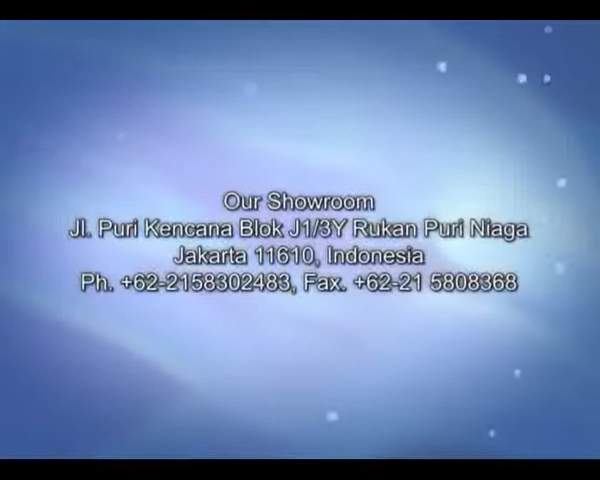 Our Showroom
Jl. Puri Kencana Blok J1/3Y Rukan Puri Niaga
Jakarta 11610, Indonesia
Ph. +62-2158302483, Fax. +62-21 5808368